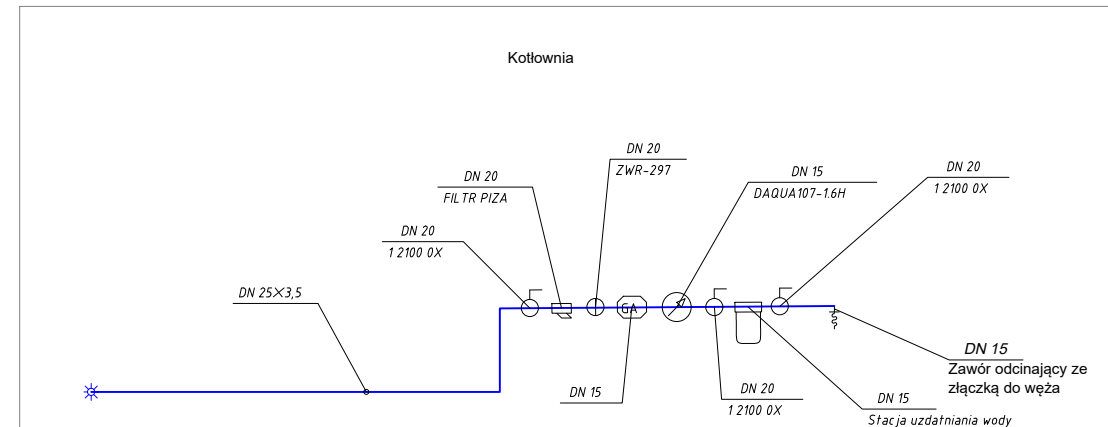 Kotłownia
DN 20
ZWR-297
DN 20
FILTR PIZA
DN 15
DAQUA107-1.6H
DN 20
1 2100 0X
DN 20
1 2100 0X
DN 25×3,5
GA
DN 15
Zawór odcinający ze
złączką do węża
DN 15
DN 20
1 2100 0X
DN 15
Stacja uzdatniania wody